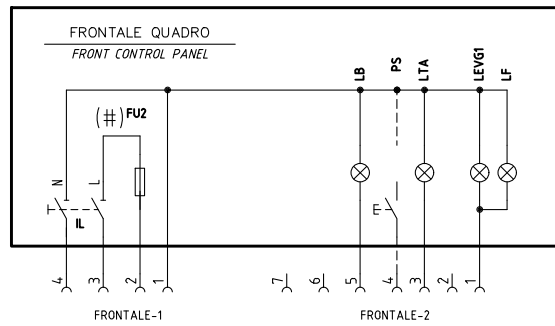 FRONTALE QUADRO
FRONT CONTROL PANEL
LB
PS
LTA
LEVG1
LF
(#) FU2
N
L
IL
4
3
2
1
7
6
5
4
3
2
1
FRONTALE-1
FRONTALE-2